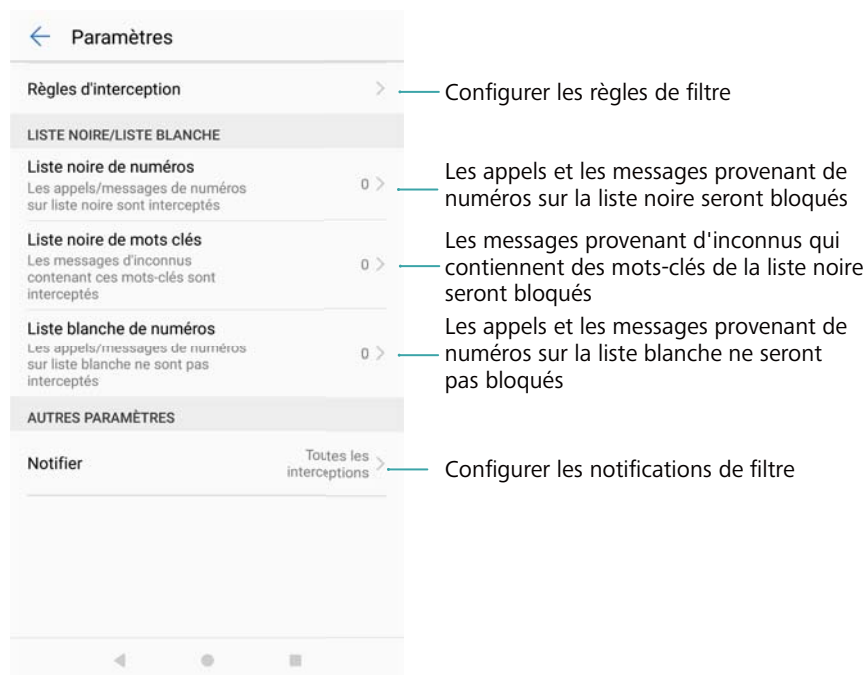 Paramètres
Règles d'interception
Configurer les règles de filtre
LISTE NOIRE/LISTE BLANCHE
Liste noire de numéros
Les appels/messages de numéros
sur liste noire sont interceptés
0
Les appels et les messages provenant de
numéros sur la liste noire seront bloqués
Liste noire de mots clés
Les messages d'inconnus
contenant ces mots-clés sont
interceptés
0
Les messages provenant d'inconnus qui
contiennent des mots-clés de la liste noire
seront bloqués
Liste blanche de numéros
Les appels/messages de numéros
sur liste blanche ne sont pas
interceptés
0
Les appels et les messages provenant de
numéros sur la liste blanche ne seront
pas bloqués
AUTRES PARAMÈTRES
Notifier
Toutes les
interceptions
Configurer les notifications de filtre